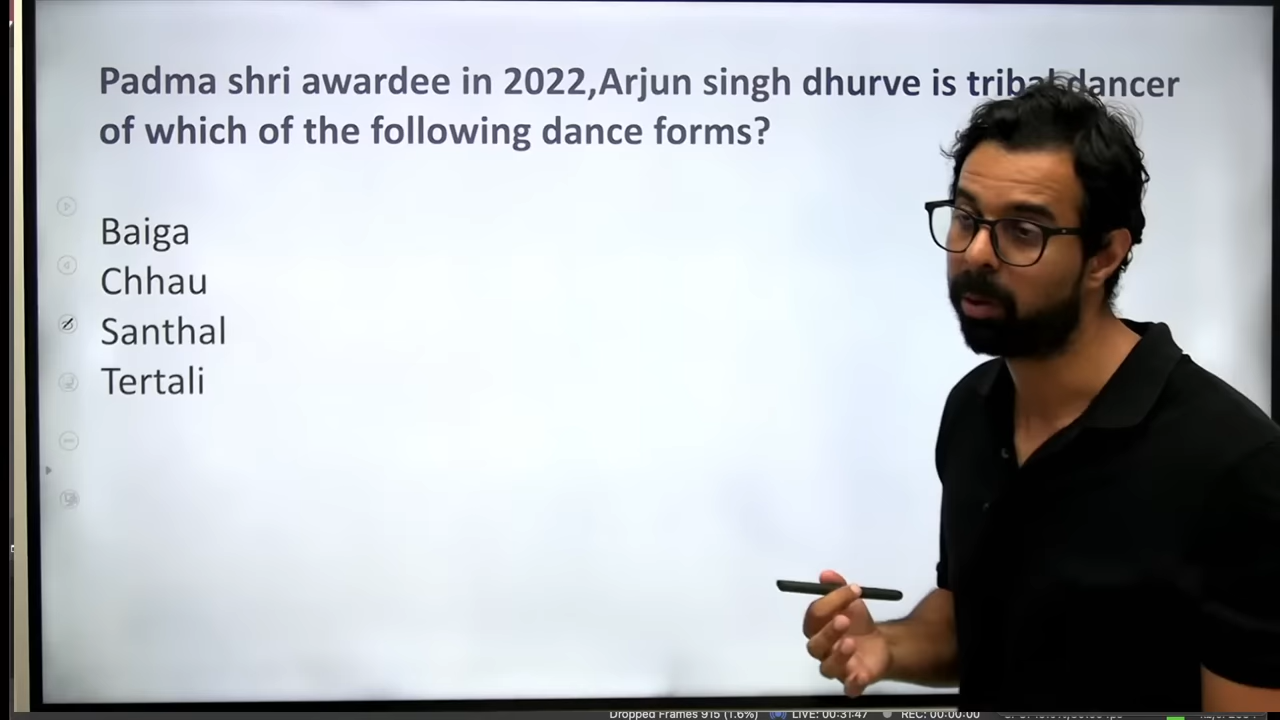 Padma shri awardee in 2022,Arjun singh dhurve is tribal dancer
of which of the following dance forms?
Baiga
Chhau
Santhal
Tertali
Dropped Frames 915 (1.6%) LIVE: 00:31:47 REC: 00:00:00